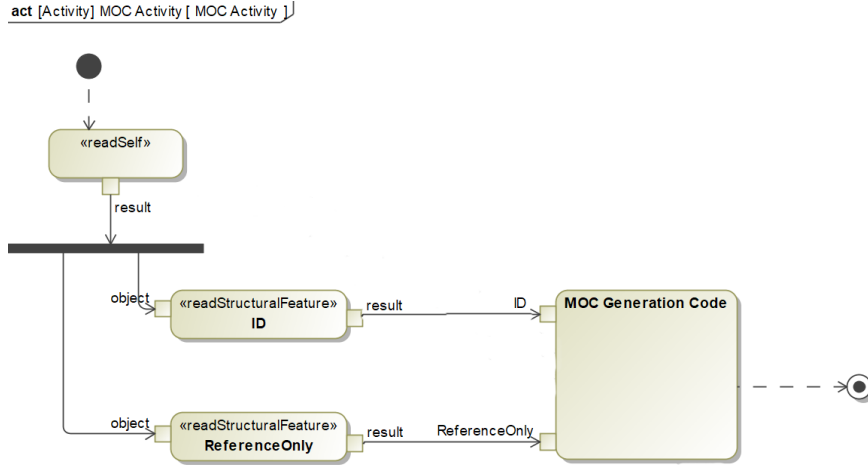 act [Activity] MOC Activity [ MOC Activity ]
«readSelf»
result
object
«readStructuralFeature»
ID
result
ID
MOC Generation Code
object
«readStructuralFeature»
ReferenceOnly
result
ReferenceOnly